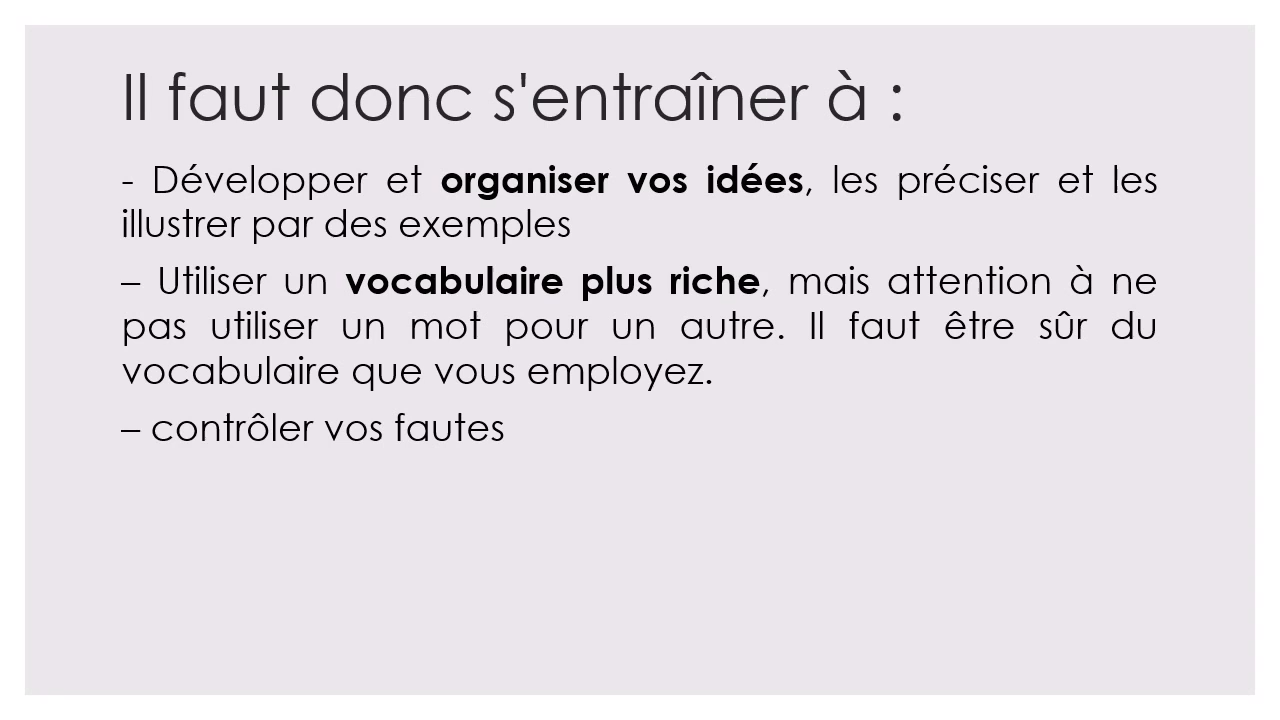 Il faut donc s'entraîner à :
- Développer et organiser vos idées, les préciser et les
illustrer par des exemples
– Utiliser un vocabulaire plus riche, mais attention à ne
pas utiliser un mot pour un autre. Il faut être sûr du
vocabulaire que vous employez.
– contrôler vos fautes